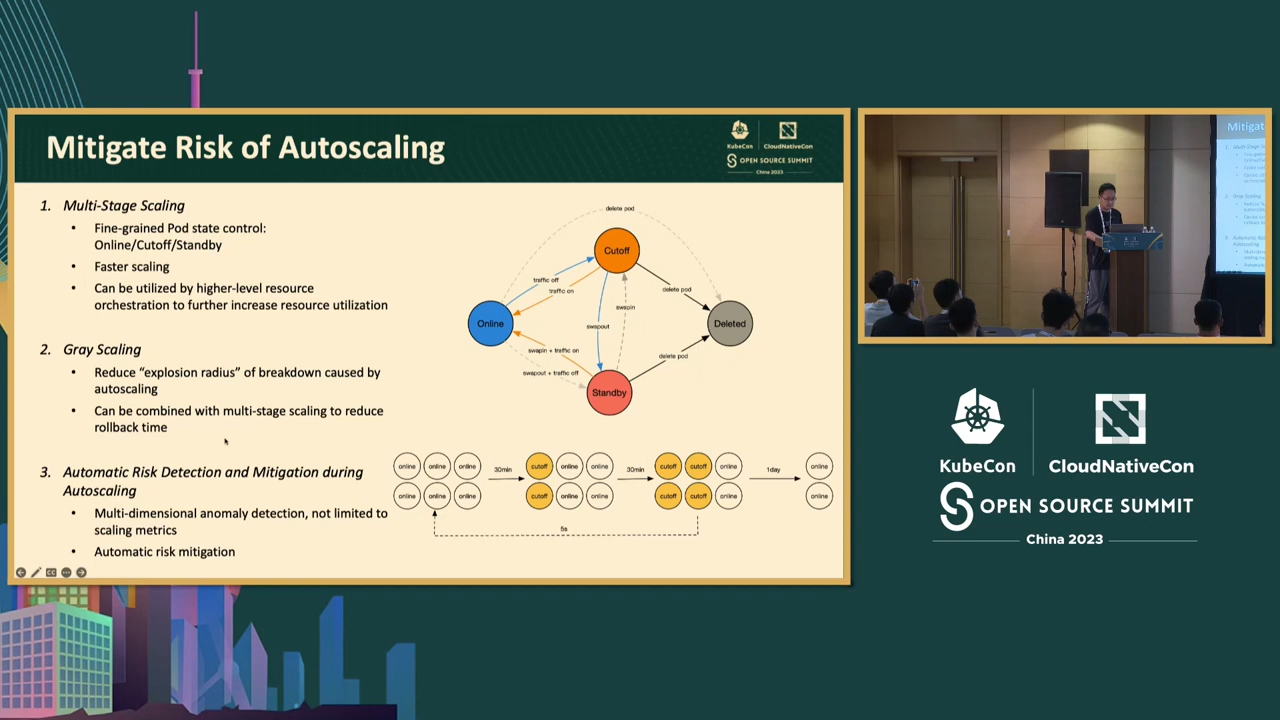 Mitigate Risk of Autoscaling
KubeCon
CloudNativeCon
OPEN SOURCE SUMMIT
China 2023
1. Multi-Stage Scaling
• Fine-grained Pod state control:
Online/Cutoff/Standby
• Faster scaling
• Can be utilized by higher-level resource
orchestration to further increase resource utilization
2. Gray Scaling
• Reduce “explosion radius” of breakdown caused by
autoscaling
• Can be combined with multi-stage scaling to reduce
rollback time
3. Automatic Risk Detection and Mitigation during
Autoscaling
• Multi-dimensional anomaly detection, not limited to
scaling metrics
• Automatic risk mitigation
delete pod
Cutoff
traffic off
traffic on
delete pod
swapin
Online
swapout
Deleted
swapin + traffic on
delete pod
swapout + traffic off
Standby
online online online
30min
cutoff online online
30min
cutoff cutoff online
1day
online
online online online
cutoff online online
cutoff cutoff online
online
5s
Mitigat
KubeCon
CloudNativeCon
OPEN SOURCE SUMMIT
China 2023